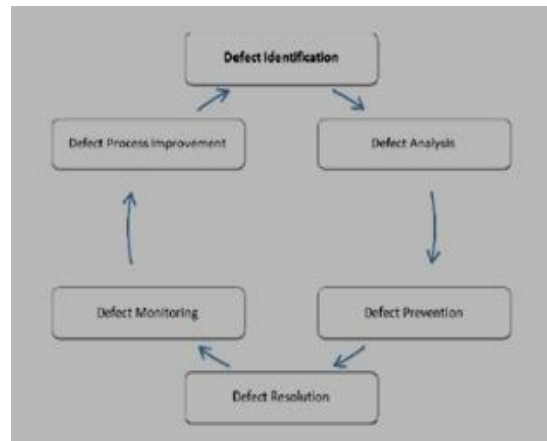 Defect Identification
Defect Analysis
Defect Prevention
Defect Resolution
Defect Monitoring
Defect Process Improvement